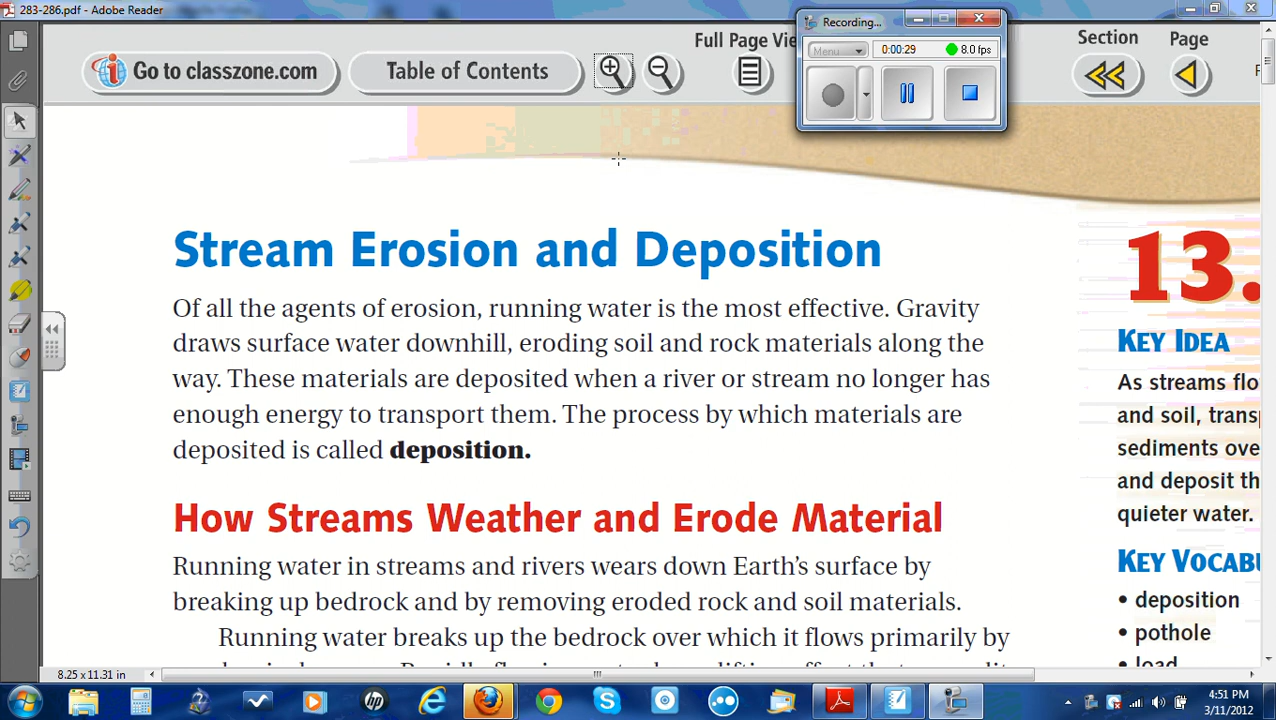 283-286.pdf - Adobe Reader
Recording...
Menu
0:00:29
8.0 fps
Go to classzone.com
Table of Contents
Full Page Vie
Section
Page
Stream Erosion and Deposition
Of all the agents of erosion, running water is the most effective. Gravity
draws surface water downhill, eroding soil and rock materials along the
way. These materials are deposited when a river or stream no longer has
enough energy to transport them. The process by which materials are
deposited is called deposition.
How Streams Weather and Erode Material
Running water in streams and rivers wears down Earth's surface by
breaking up bedrock and by removing eroded rock and soil materials.
Running water breaks up the bedrock over which it flows primarily by
13.
KEY IDEA
As streams flo
and soil, transp
sediments ove
and deposit th
quieter water.
KEY VOCABU
• deposition
• pothole
• load
8.25 x 11.31 in
4:51 PM
3/11/2012